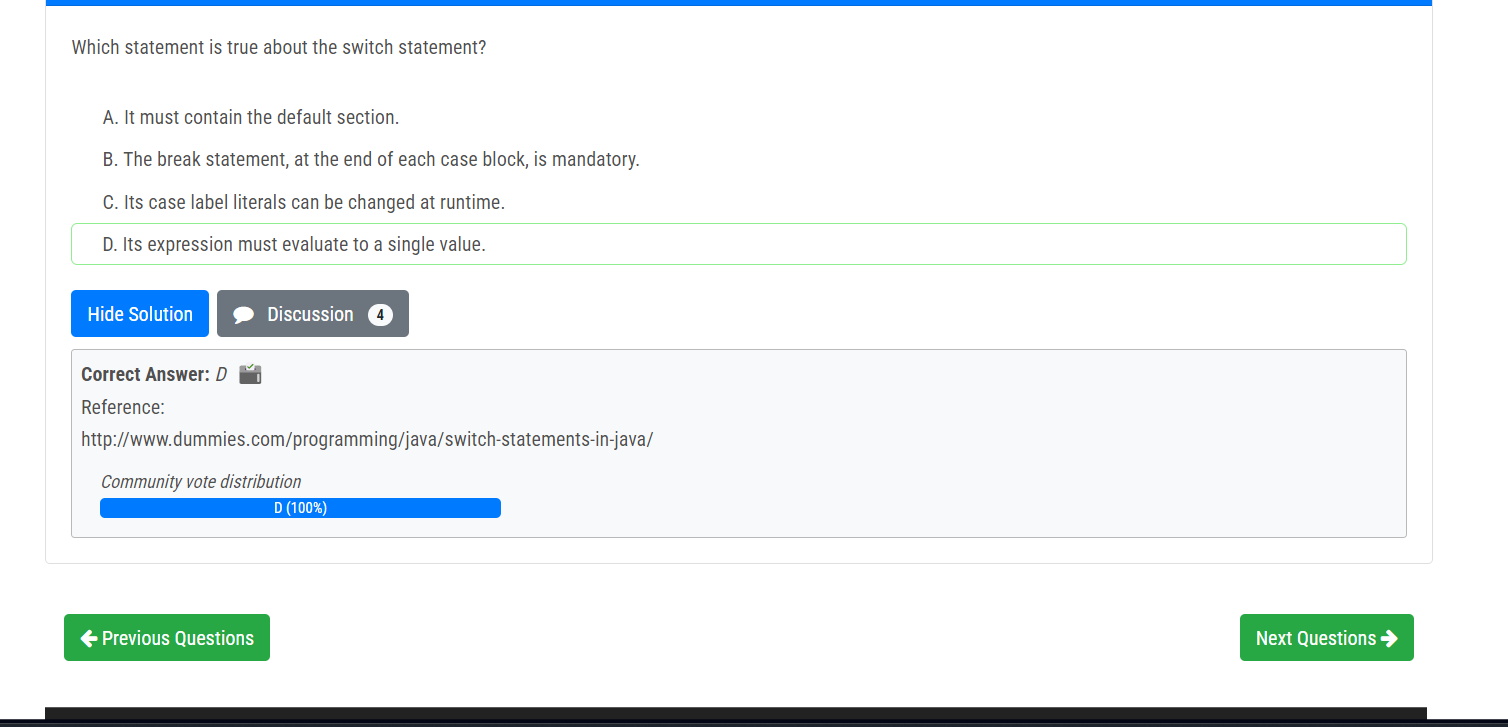 Which statement is true about the switch statement?
A. It must contain the default section.
B. The break statement, at the end of each case block, is mandatory.
C. Its case label literals can be changed at runtime.
D. Its expression must evaluate to a single value.
Hide Solution Discussion 4
Correct Answer: D
Reference:
http://www.dummies.com/programming/java/switch-statements-in-java/
Community vote distribution
D (100%)
Previous Questions Next Questions